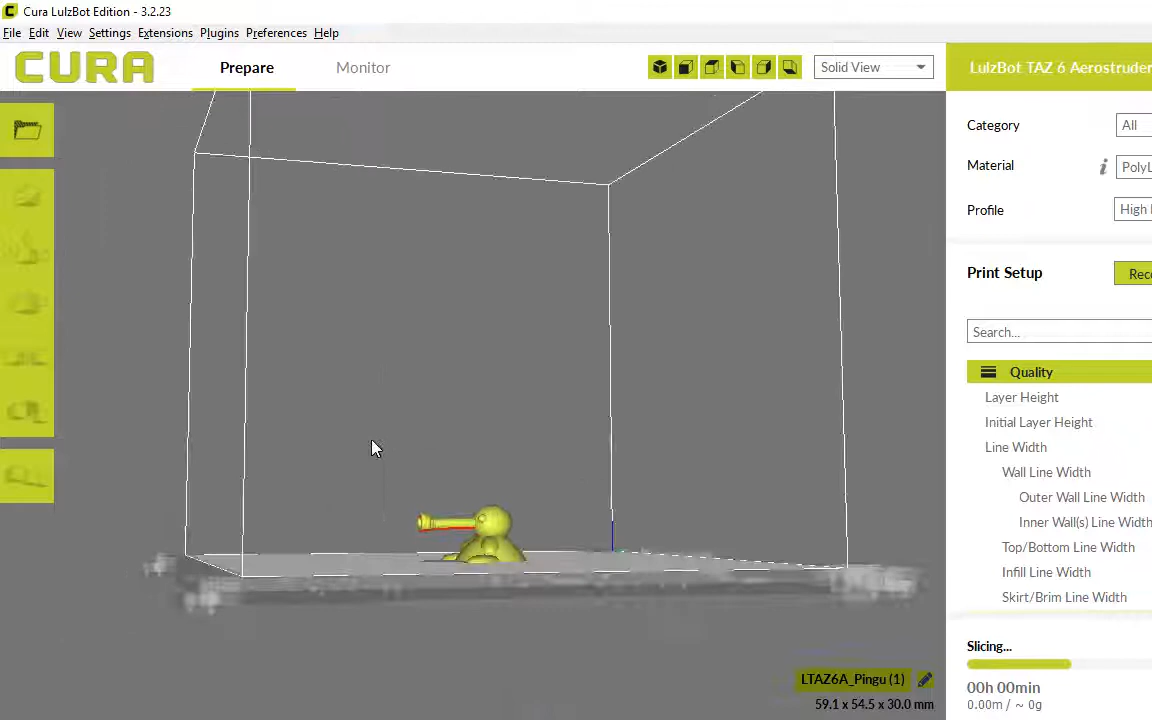 Cura LulzBot Edition - 3.2.23
File Edit View Settings Extensions Plugins Preferences Help
CURA Prepare Monitor Solid View LulzBot TAZ 6 Aerostruder
Category All
Material i PolyL
Profile High
Print Setup Reco
Search...
Quality
Layer Height
Initial Layer Height
Line Width
Wall Line Width
Outer Wall Line Width
Inner Wall(s) Line Width
Top/Bottom Line Width
Infill Line Width
Skirt/Brim Line Width
Slicing...
00h 00min
0.00m / ~ 0g
LTAZ6A_Pingu (1)
59.1 x 54.5 x 30.0 mm